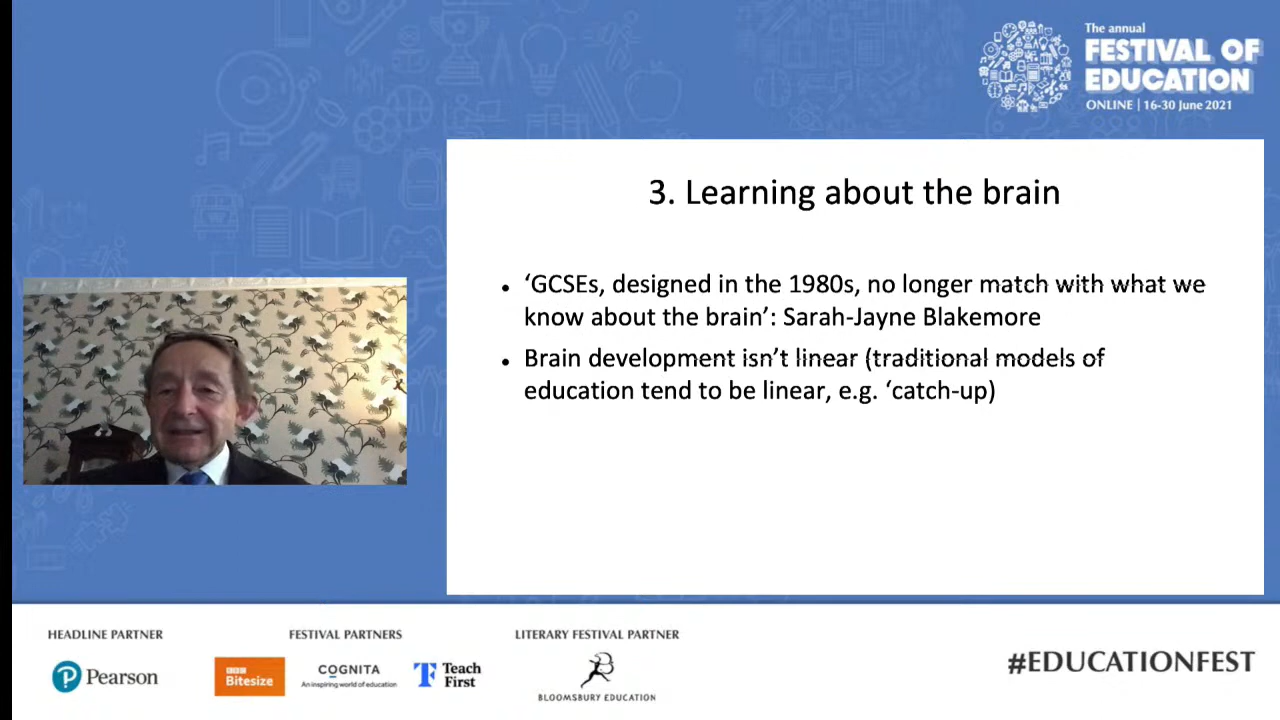 The annual
FESTIVAL OF
EDUCATION
ONLINE | 16-30 June 2021
3. Learning about the brain
• ‘GCSEs, designed in the 1980s, no longer match with what we
know about the brain’: Sarah-Jayne Blakemore
• Brain development isn’t linear (traditional models of
education tend to be linear, e.g. ‘catch-up)
HEADLINE PARTNER
FESTIVAL PARTNERS
LITERARY FESTIVAL PARTNER
Pearson
BBC
Bitesize
COGNITA
An inspiring world of education
Teach
First
BLOOMSBURY EDUCATION
#EDUCATIONFEST